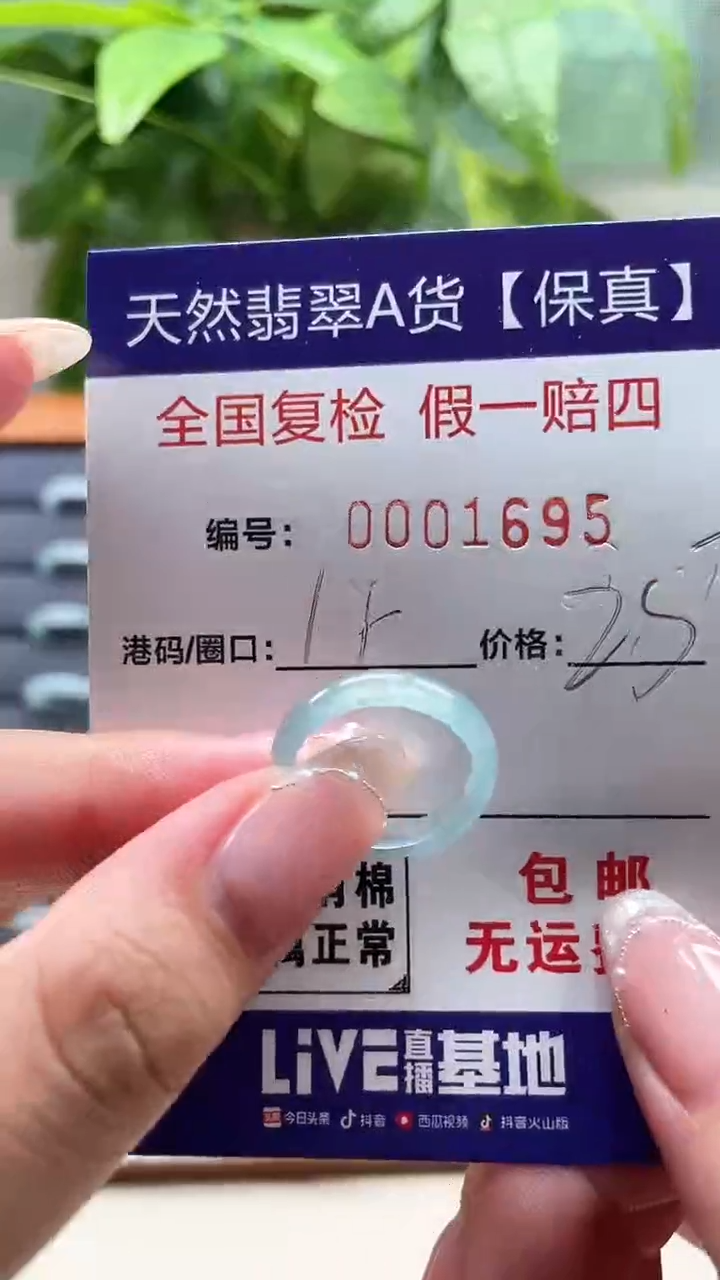 天然翡翠A货【保真】
全国复检 假一赔四
编号: 0001695
港码/圈口: 价格: 25
棉
正常
包邮
无运
LiVE直播基地
今日头条 抖音 西瓜视频 抖音火山版